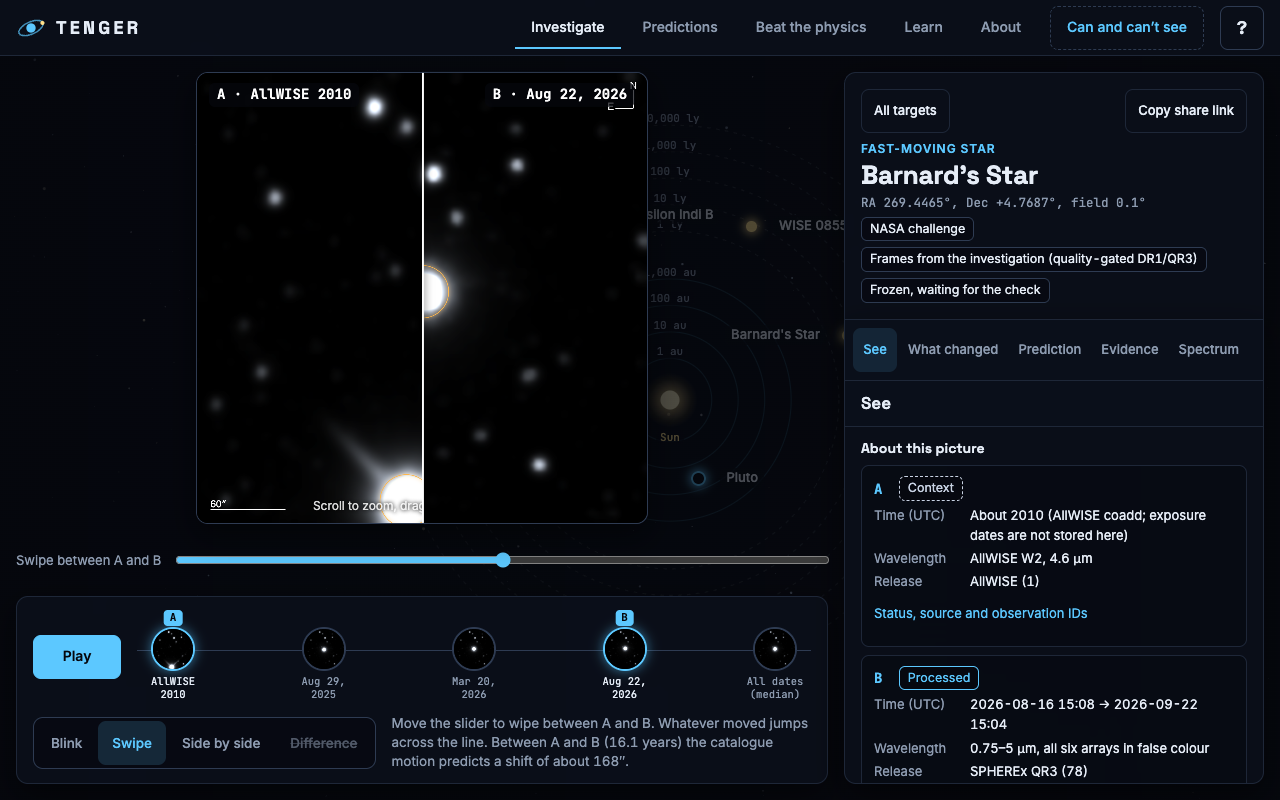 TENGER
Investigate
Predictions
Beat the physics
Learn
About
Can and can't see
?
A · AllWISE 2010
B · Aug 22, 2026
N
E
60″
Scroll to zoom, drag
0,000 ly
,000 ly
100 ly
10 ly
1 ly
,000 au
100 au
10 au
1 au
silon Indi B
WISE 0855
Barnard's Star
Sun
Pluto
Swipe between A and B
Play
A
B
AllWISE
2010
Aug 29,
2025
Mar 20,
2026
Aug 22,
2026
All dates
(median)
Blink
Swipe
Side by side
Difference
Move the slider to wipe between A and B. Whatever moved jumps
across the line. Between A and B (16.1 years) the catalogue
motion predicts a shift of about 168″.
All targets
Copy share link
FAST-MOVING STAR
Barnard's Star
RA 269.4465°, Dec +4.7687°, field 0.1°
NASA challenge
Frames from the investigation (quality-gated DR1/QR3)
Frozen, waiting for the check
See
What changed
Prediction
Evidence
Spectrum
See
About this picture
A Context
Time (UTC) About 2010 (AllWISE coadd; exposure
dates are not stored here)
Wavelength AllWISE W2, 4.6 µm
Release AllWISE (1)
Status, source and observation IDs
B Processed
Time (UTC) 2026-08-16 15:08 → 2026-09-22
15:04
Wavelength 0.75–5 µm, all six arrays in false colour
Release SPHEREx QR3 (78)